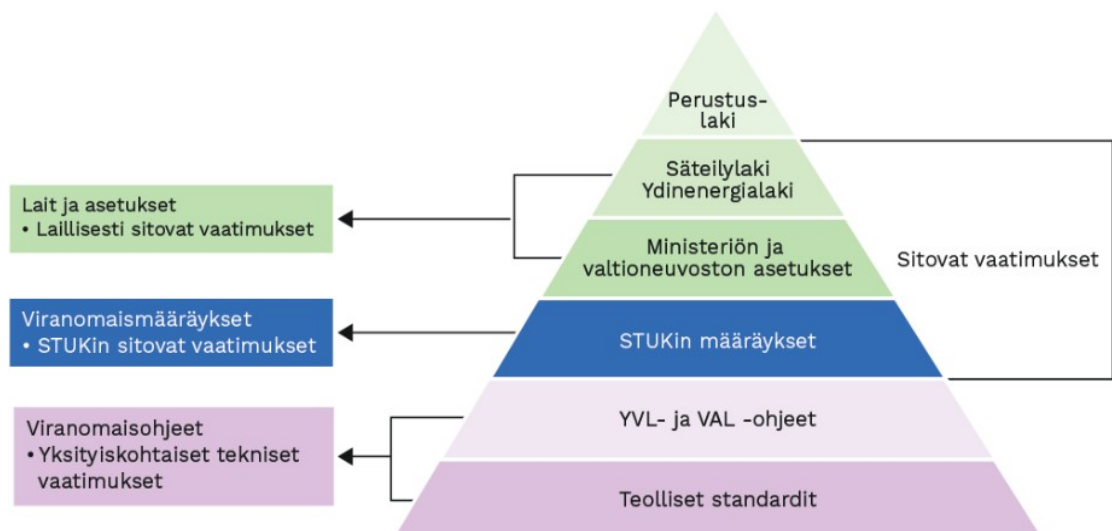 Perustus-
laki
Säteilylaki
Ydinenergialaki
Lait ja asetukset
• Laillisesti sitovat vaatimukset
Ministeriön ja
valtioneuvoston asetukset
Sitovat vaatimukset
Viranomaismääräykset
• STUKin sitovat vaatimukset
STUKin määräykset
Viranomaisohjeet
• Yksityiskohtaiset tekniset
vaatimukset
YVL- ja VAL -ohjeet
Teolliset standardit